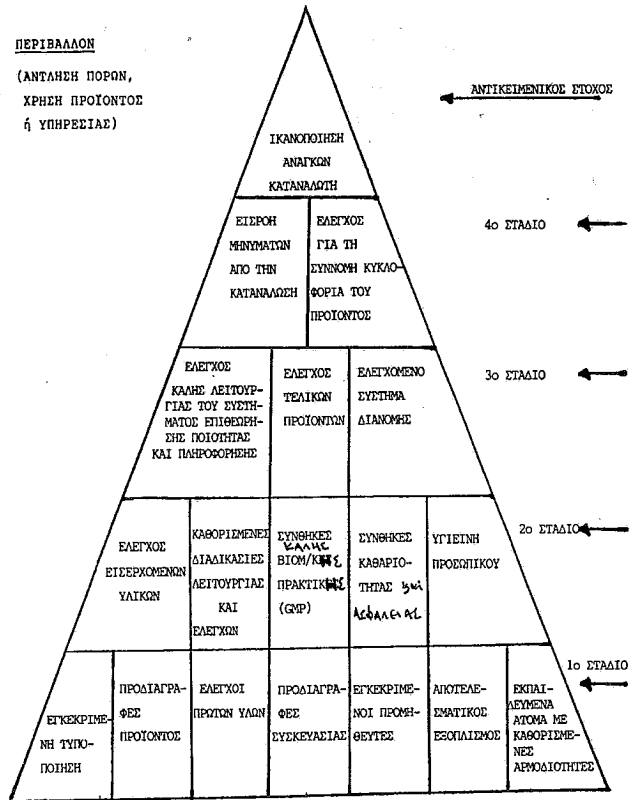 ΠΕΡΙΒΑΛΛΟΝ
(ΑΝΤΛΗΣΗ ΠΟΡΩΝ,
ΧΡΗΣΗ ΠΡΟΪΟΝΤΟΣ
ή ΥΠΗΡΕΣΙΑΣ)
ΑΝΤΙΚΕΙΜΕΝΙΚΟΣ ΣΤΟΧΟΣ
ΙΚΑΝΟΠΟΙΗΣΗ
ΑΝΑΓΚΩΝ
ΚΑΤΑΝΑΛΩΤΗ
ΕΙΣΡΟΗ
ΜΗΝΥΜΑΤΩΝ
ΑΠΟ ΤΗΝ
ΚΑΤΑΝΑΛΩΣΗ
ΕΛΕΓΧΟΣ
ΓΙΑ ΤΗ
ΣΥΝΝΟΜΗ ΚΥΚΛΟ-
ΦΟΡΙΑ ΤΟΥ
ΠΡΟΪΟΝΤΟΣ
4ο ΣΤΑΔΙΟ
ΕΛΕΓΧΟΣ
ΚΑΛΗΣ ΛΕΙΤΟΥΡ-
ΓΙΑΣ ΤΟΥ ΣΥΣΤΗ-
ΜΑΤΟΣ ΕΠΙΘΕΩΡΗ-
ΣΗΣ ΠΟΙΟΤΗΤΑΣ
ΚΑΙ ΠΛΗΡΟΦΟΡΗΣΗΣ
ΕΛΕΓΧΟΣ
ΤΕΛΙΚΩΝ
ΠΡΟΪΟΝΤΩΝ
ΕΛΕΓΧΟΜΕΝΟ
ΣΥΣΤΗΜΑ
ΔΙΑΝΟΜΗΣ
3ο ΣΤΑΔΙΟ
ΕΛΕΓΧΟΣ
ΕΙΣΕΡΧΟΜΕΝΩΝ
ΥΛΙΚΩΝ
ΚΑΘΟΡΙΣΜΕΝΕΣ
ΔΙΑΔΙΚΑΣΙΕΣ
ΛΕΙΤΟΥΡΓΙΑΣ
ΚΑΙ
ΕΛΕΓΧΩΝ
ΣΥΝΘΗΚΕΣ
ΚΑΛΗΣ
ΒΙΟΜ/ΚΗΣ
ΠΡΑΚΤΙΚΗΣ
(GMP)
ΣΥΝΘΗΚΕΣ
ΚΑΘΑΡΙΟ-
ΤΗΤΑΣ και
ΑΣΦΑΛΕΙΑΣ
ΥΓΙΕΙΝΗ
ΠΡΟΣΩΠΙΚΟΥ
2ο ΣΤΑΔΙΟ
ΕΓΚΕΚΡΙΜΕ-
ΝΗ ΤΥΠΟ-
ΠΟΙΗΣΗ
ΠΡΟΔΙΑΓΡΑ-
ΦΕΣ
ΠΡΟΪΟΝΤΟΣ
ΕΛΕΓΧΟΙ
ΠΡΩΤΩΝ ΥΛΩΝ
ΠΡΟΔΙΑΓΡΑ-
ΦΕΣ
ΣΥΣΚΕΥΑΣΙΑΣ
ΕΓΚΕΚΡΙΜΕ-
ΝΟΙ ΠΡΟΜΗ-
ΘΕΥΤΕΣ
ΑΠΟΤΕΛΕ-
ΣΜΑΤΙΚΟΣ
ΕΞΟΠΛΙΣΜΟΣ
ΕΚΠΑΙ-
ΔΕΥΜΕΝΑ
ΑΤΟΜΑ ΜΕ
ΚΑΘΟΡΙΣΜΕ-
ΝΕΣ
ΑΡΜΟΔΙΟΤΗΤΕΣ
1ο ΣΤΑΔΙΟ